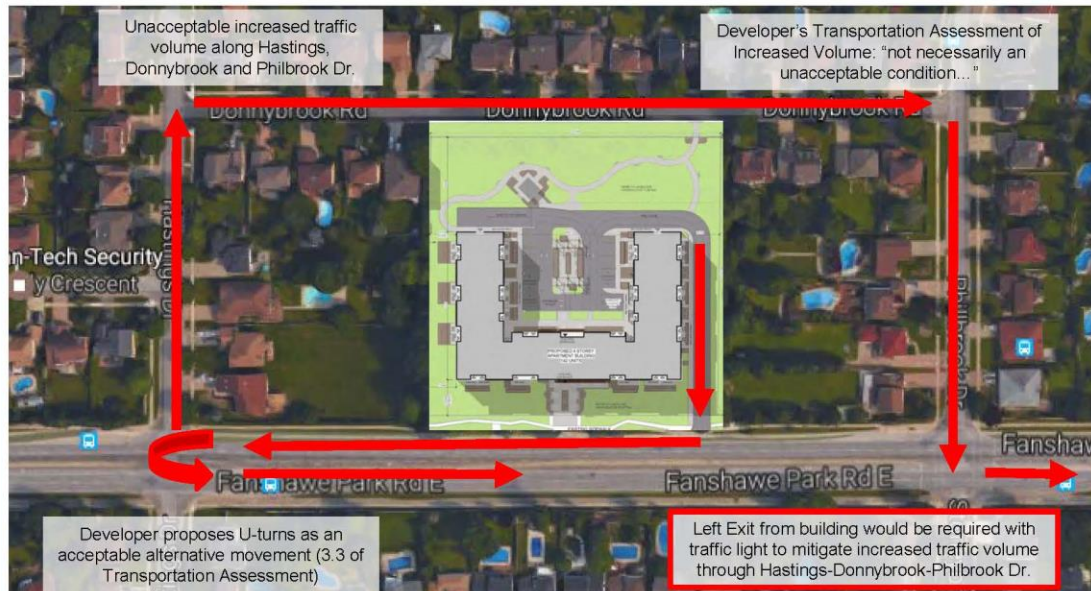 Unacceptable increased traffic
volume along Hastings,
Donnybrook and Philbrook Dr.
Developer's Transportation Assessment of
Increased Volume: "not necessarily an
unacceptable condition..."
Donnybrook Rd
Donnybrook Rd
Donnybrook Rd
Hastings Dr
n-Tech Security
y Crescent
Philbrook Dr
Fanshaw
Fanshawe Park Rd E
Fanshawe Park Rd E
Developer proposes U-turns as an
acceptable alternative movement (3.3 of
Transportation Assessment)
Left Exit from building would be required with
traffic light to mitigate increased traffic volume
through Hastings-Donnybrook-Philbrook Dr.